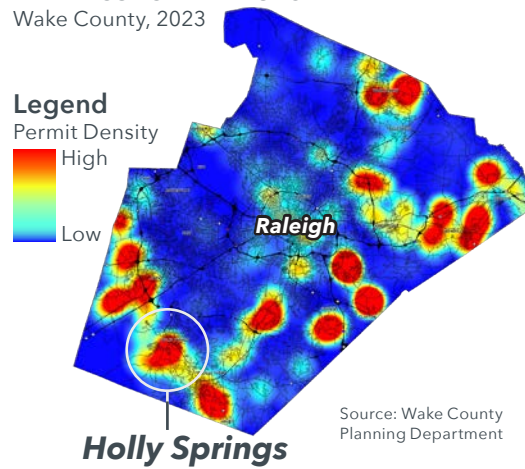 Wake County, 2023
Legend
Permit Density
High
Low
Raleigh
Holly Springs
Source: Wake County
Planning Department